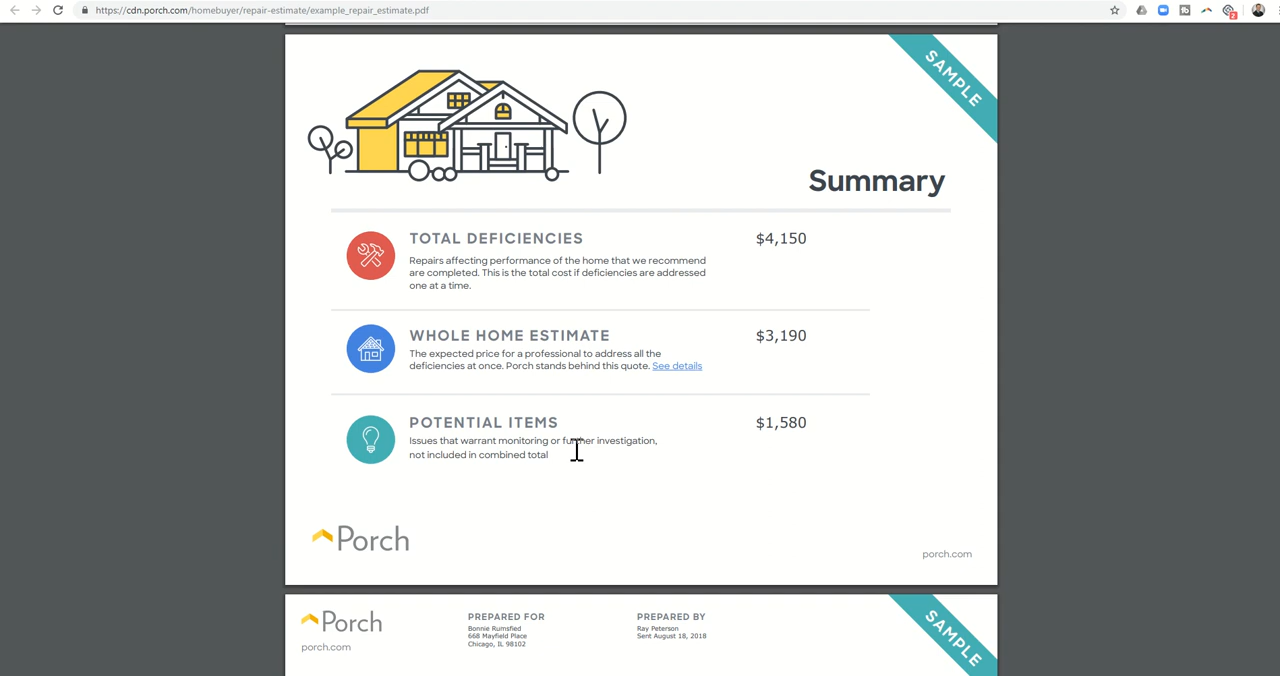 https://cdn.porch.com/homebuyer/repair-estimate/example_repair_estimate.pdf
2
SAMPLE
Summary
TOTAL DEFICIENCIES $4,150
Repairs affecting performance of the home that we recommend
are completed. This is the total cost if deficiencies are addressed
one at a time.
WHOLE HOME ESTIMATE $3,190
The expected price for a professional to address all the
deficiencies at once. Porch stands behind this quote. See details
POTENTIAL ITEMS $1,580
Issues that warrant monitoring or further investigation,
not included in combined total
Porch
porch.com
Porch
porch.com
PREPARED FOR
Bonnie Rumsfied
668 Mayfield Place
Chicago, IL 98102
PREPARED BY
Ray Peterson
Sent August 18, 2018
SAMPLE